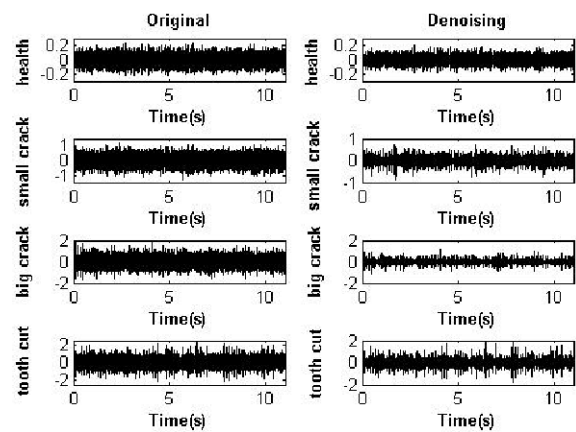 Original Denoising
health 0.2 0 -0.2 health 0.2 0 -0.2
0 5 10 0 5 10
Time(s) Time(s)
small crack 1 0 -1 small crack 1 0 -1
0 5 10 0 5 10
Time(s) Time(s)
big crack 2 0 -2 big crack 2 0 -2
0 5 10 0 5 10
Time(s) Time(s)
tooth cut 2 0 -2 tooth cut 2 0 -2
0 5 10 0 5 10
Time(s) Time(s)